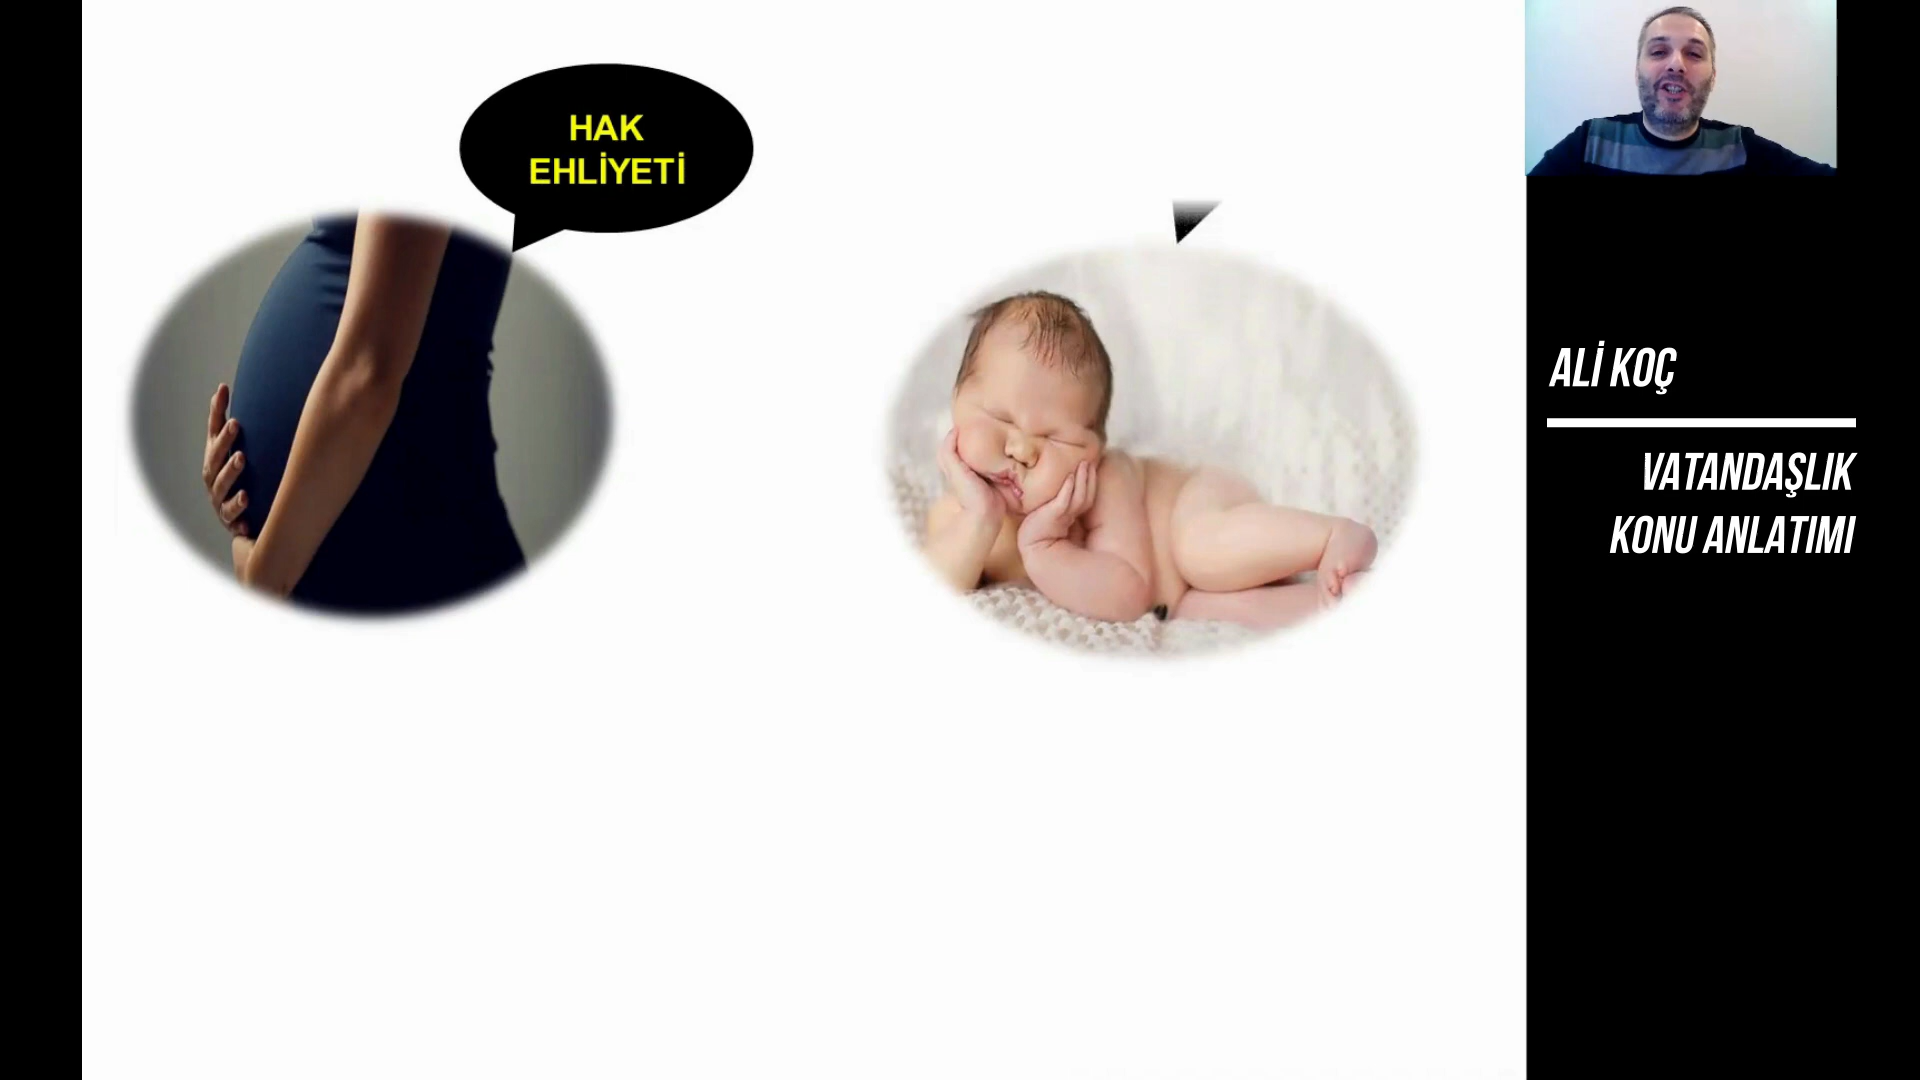 HAK
EHLİYETİ
ALİ KOÇ
VATANDAŞLIK
KONU ANLATIMI